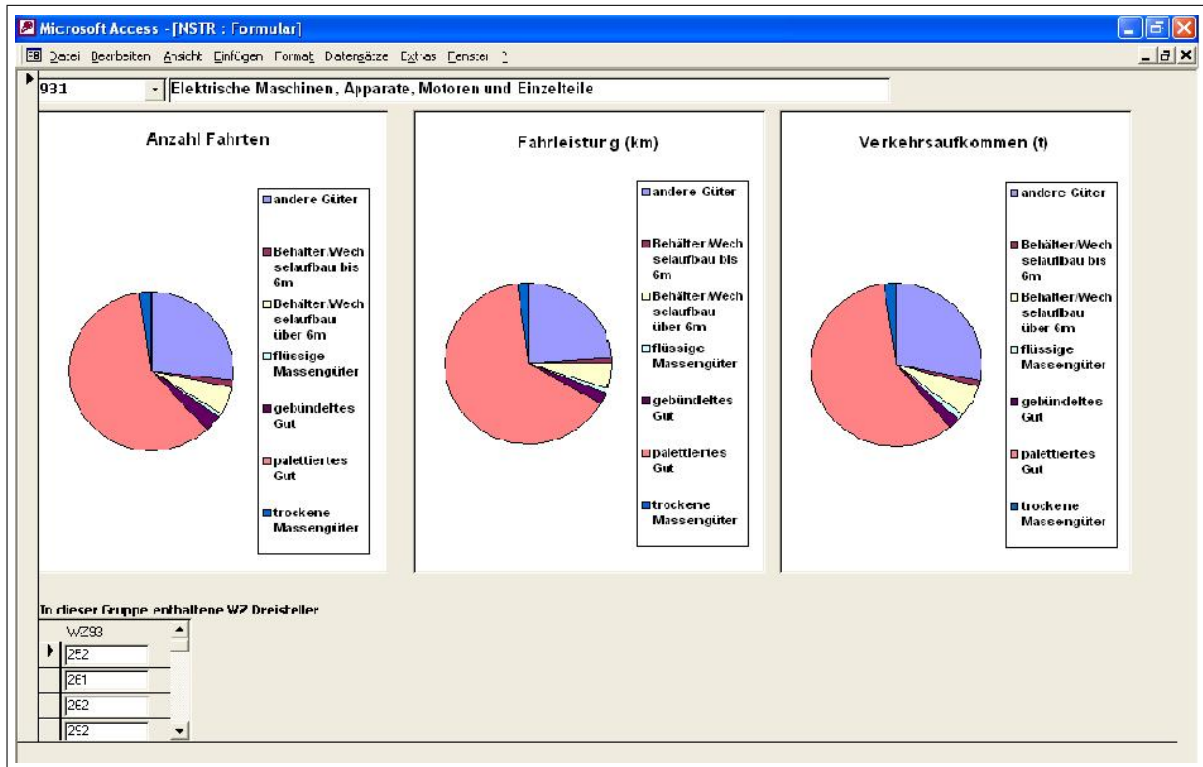 Microsoft Access - [NSTR : Formular]
Datei Bearbeiten Ansicht Einfügen Format Datensätze Extras Fenster ?
931 Elektrische Maschinen, Apparate, Motoren und Einzelteile
Anzahl Fahrten
andere Güter
Behälter/Wech
selaufbau bis
6m
Behälter/Wech
selaufbau
über 6m
flüssige
Massengüter
gebündeltes
Gut
palettiertes
Gut
trockene
Massengüter
Fahrleistung (km)
andere Güter
Behälter/Wech
selaufbau bis
6m
Behälter/Wech
selaufbau
über 6m
flüssige
Massengüter
gebündeltes
Gut
palettiertes
Gut
trockene
Massengüter
Verkehrsaufkommen (t)
andere Güter
Behälter/Wech
selaufbau bis
6m
Behälter/Wech
selaufbau
über 6m
flüssige
Massengüter
gebündeltes
Gut
palettiertes
Gut
trockene
Massengüter
In dieser Gruppe enthaltene WZ Dreisteller
WZ93
252
261
262
292